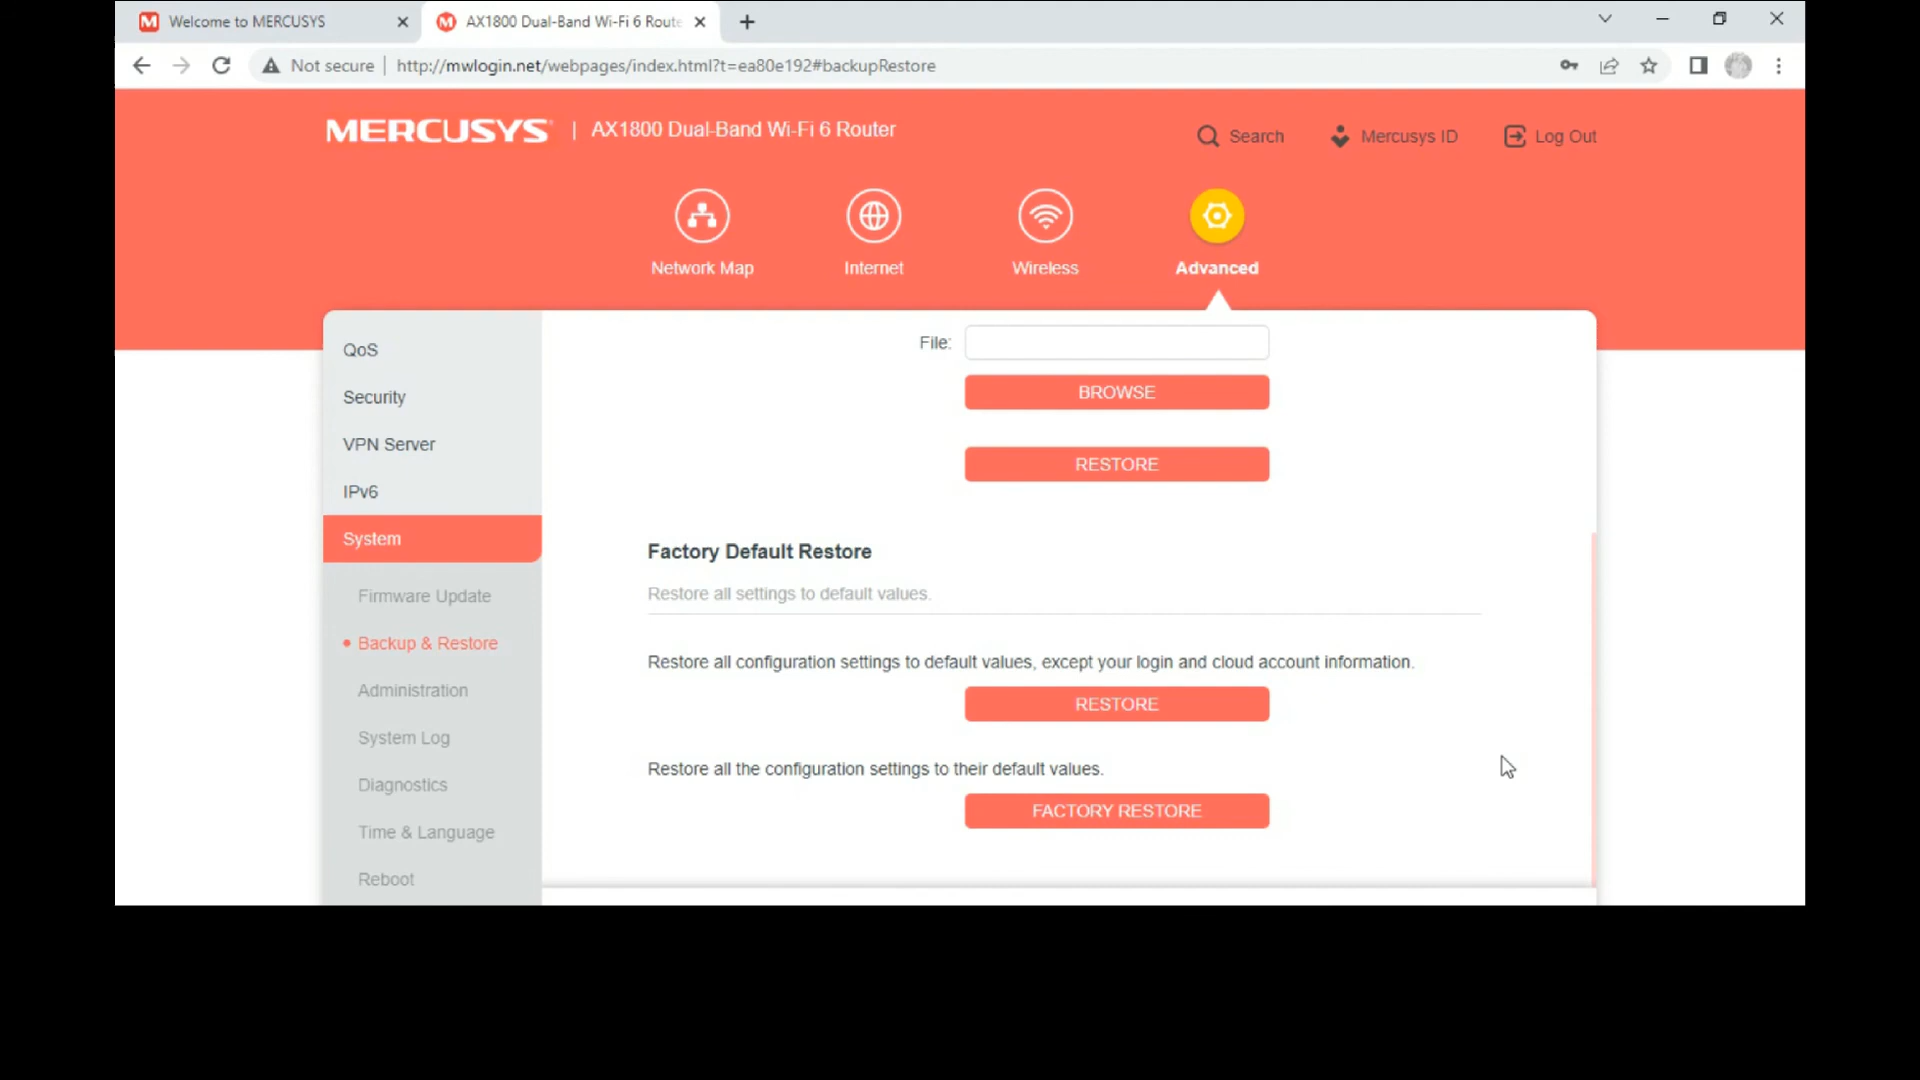 Welcome to MERCUSYS
AX1800 Dual-Band Wi-Fi 6 Route
Not secure
http://mwlogin.net/webpages/index.html?t=ea80e192#backupRestore
MERCUSYS | AX1800 Dual-Band Wi-Fi 6 Router
Search
Mercusys ID
Log Out
Network Map
Internet
Wireless
Advanced
QoS
Security
VPN Server
IPv6
System
Firmware Update
Backup & Restore
Administration
System Log
Diagnostics
Time & Language
Reboot
File:
BROWSE
RESTORE
Factory Default Restore
Restore all settings to default values.
Restore all configuration settings to default values, except your login and cloud account information.
RESTORE
Restore all the configuration settings to their default values.
FACTORY RESTORE